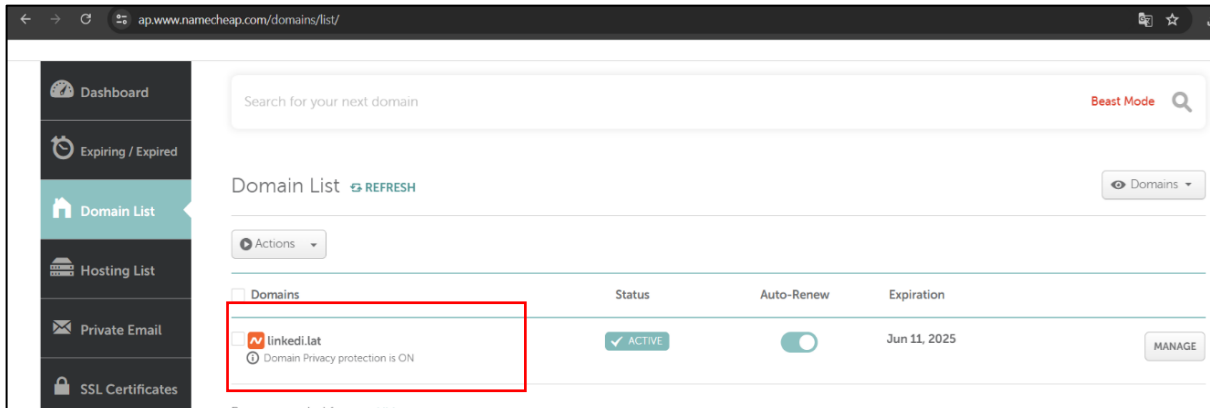 ap.www.namecheap.com/domains/list/
Dashboard
Search for your next domain
Beast Mode
Expiring / Expired
Domain List REFRESH
Domains
Domain List
Actions
Hosting List
Domains Status Auto-Renew Expiration
Private Email
linkedi.lat ACTIVE Jun 11, 2025 MANAGE
Domain Privacy protection is ON
SSL Certificates